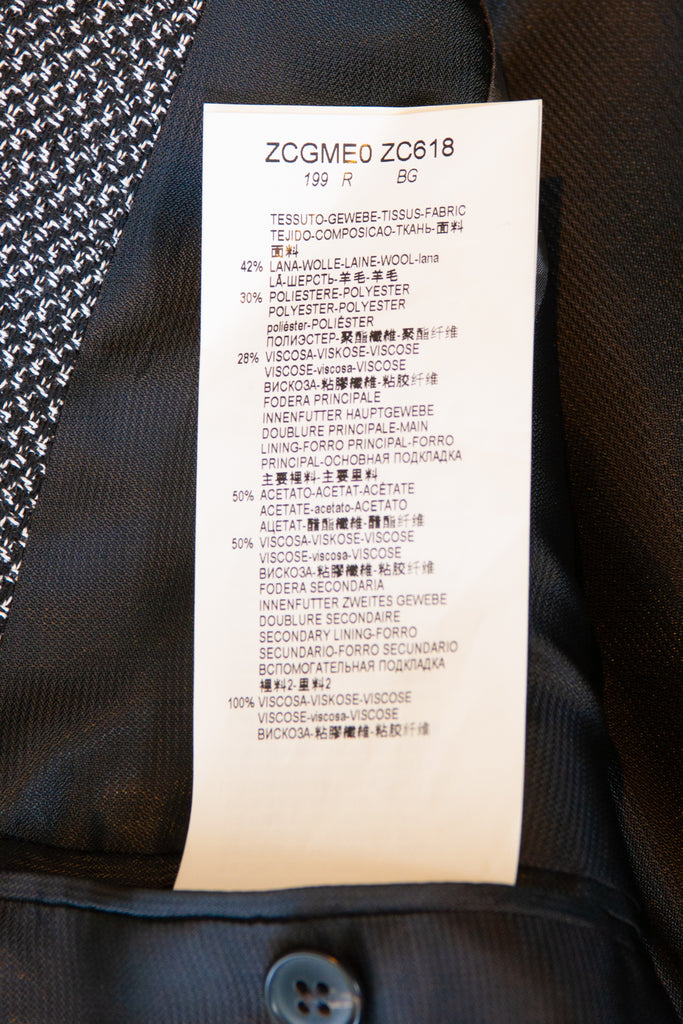 ZCGME0 ZC618
199 R BG
TESSUTO-GEWEBE-TISSUS-FABRIC
TEJIDO-COMPOSICAO-ТКАНЬ-面料
面料
42% LANA-WOLLE-LAINE-WOOL-lana
LÃ-ШЕРСТЬ-羊毛-羊毛
30% POLIESTERE-POLYESTER
POLYESTER-POLYESTER
poliéster-POLIÉSTER
ПОЛИЭСТЕР-聚酯纖維-聚酯纤维
28% VISCOSA-VISKOSE-VISCOSE
VISCOSE-viscosa-VISCOSE
ВИСКОЗА-粘膠纖維-粘胶纤维
FODERA PRINCIPALE
INNENFUTTER HAUPTGEWEBE
DOUBLURE PRINCIPALE-MAIN
LINING-FORRO PRINCIPAL-FORRO
PRINCIPAL-ОСНОВНАЯ ПОДКЛАДКА
主要裡料-主要里料
50% ACETATO-ACETAT-ACÉTATE
ACETATE-acetato-ACETATO
АЦЕТАТ-醋酯纖維-醋酯纤维
50% VISCOSA-VISKOSE-VISCOSE
VISCOSE-viscosa-VISCOSE
ВИСКОЗА-粘膠纖維-粘胶纤维
FODERA SECONDARIA
INNENFUTTER ZWEITES GEWEBE
DOUBLURE SECONDAIRE
SECONDARY LINING-FORRO
SECUNDARIO-FORRO SECUNDARIO
ВСПОМОГАТЕЛЬНАЯ ПОДКЛАДКА
裡料2-里料2
100% VISCOSA-VISKOSE-VISCOSE
VISCOSE-viscosa-VISCOSE
ВИСКОЗА-粘膠纖維-粘胶纤维